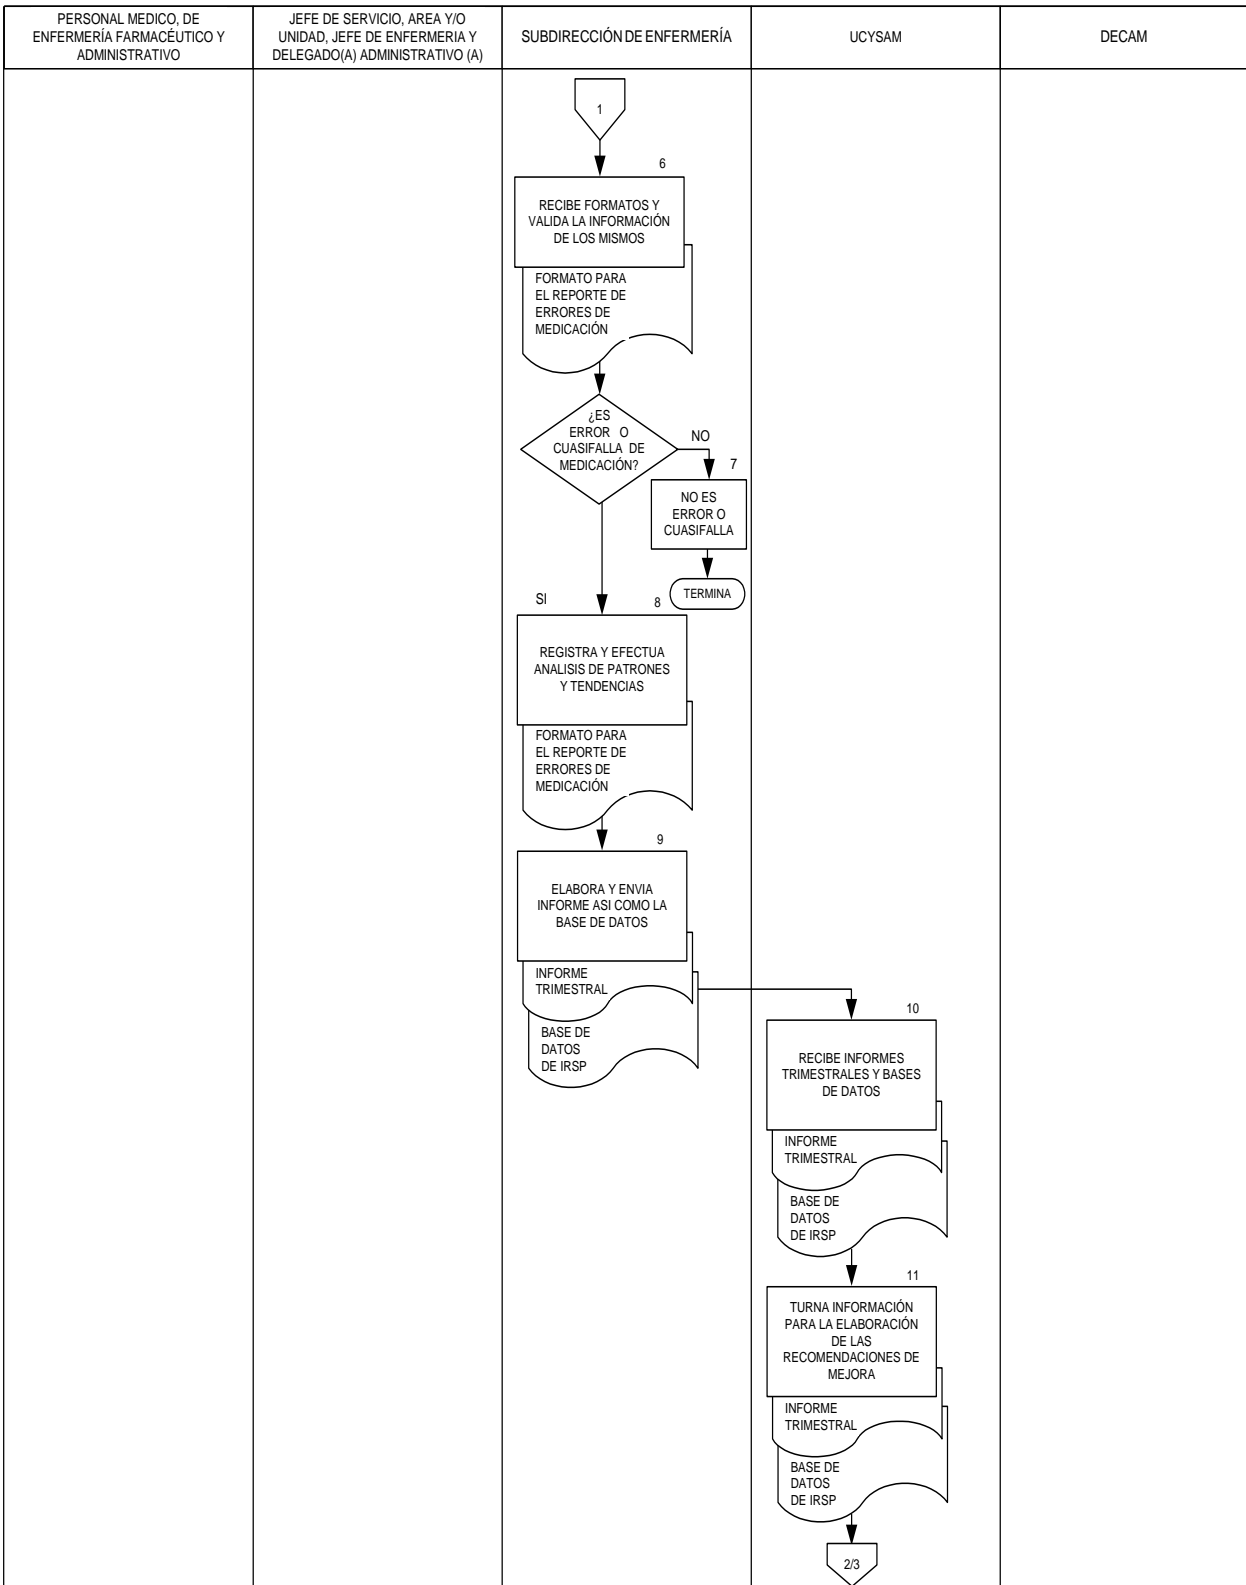 PERSONAL MEDICO, DE
ENFERMERÍA FARMACÉUTICO Y
ADMINISTRATIVO
JEFE DE SERVICIO, AREA Y/O
UNIDAD, JEFE DE ENFERMERIA Y
DELEGADO(A) ADMINISTRATIVO (A)
SUBDIRECCIÓN DE ENFERMERÍA
UCYSAM
DECAM
1
6
RECIBE FORMATOS Y
VALIDA LA INFORMACIÓN
DE LOS MISMOS
FORMATO PARA
EL REPORTE DE
ERRORES DE
MEDICACIÓN
¿ES
ERROR O
CUASIFALLA DE
MEDICACIÓN?
NO
7
NO ES
ERROR O
CUASIFALLA
TERMINA
SI
8
REGISTRA Y EFECTUA
ANALISIS DE PATRONES
Y TENDENCIAS
FORMATO PARA
EL REPORTE DE
ERRORES DE
MEDICACIÓN
9
ELABORA Y ENVIA
INFORME ASI COMO LA
BASE DE DATOS
INFORME
TRIMESTRAL
BASE DE
DATOS
DE IRSP
10
RECIBE INFORMES
TRIMESTRALES Y BASES
DE DATOS
INFORME
TRIMESTRAL
BASE DE
DATOS
DE IRSP
11
TURNA INFORMACIÓN
PARA LA ELABORACIÓN
DE LAS
RECOMENDACIONES DE
MEJORA
INFORME
TRIMESTRAL
BASE DE
DATOS
DE IRSP
2/3